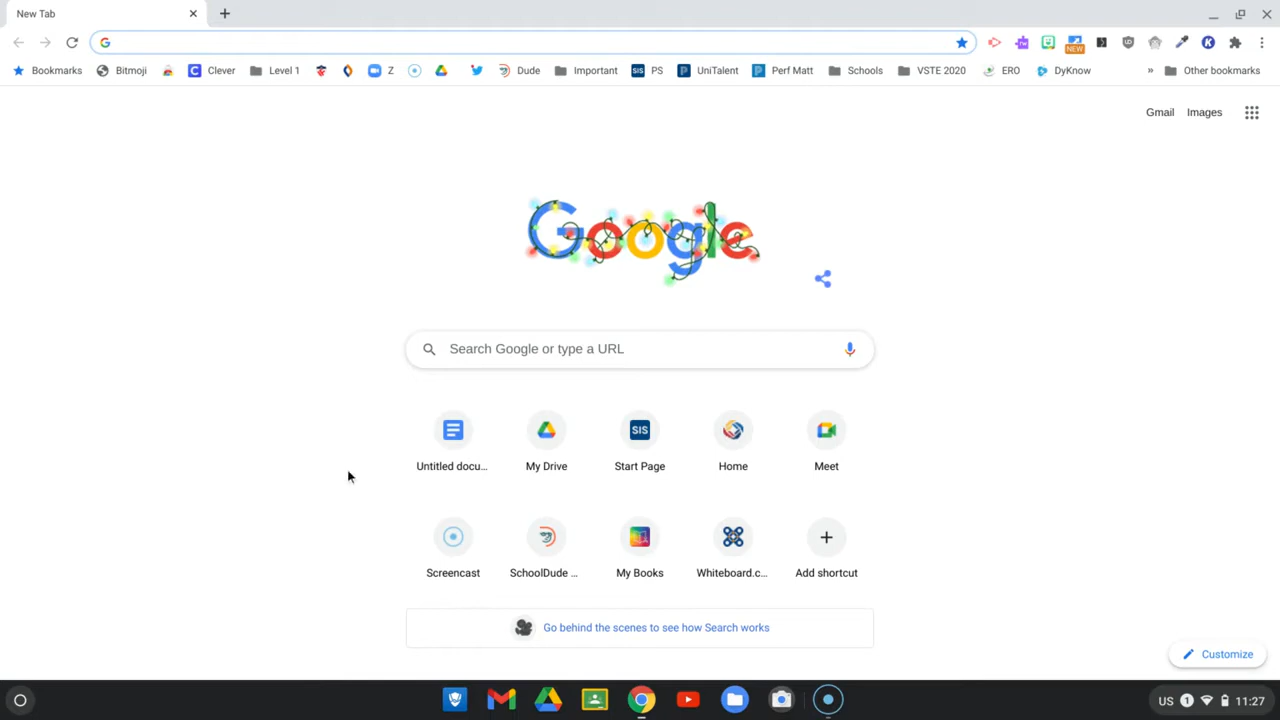 New Tab
Bookmarks Bitmoji Clever Level 1 Z Dude Important SIS PS UniTalent Perf Matt Schools VSTE 2020 ERO DyKnow » Other bookmarks
NEW
Gmail Images
Google
Search Google or type a URL
SIS
Untitled docu... My Drive Start Page Home Meet
Screencast SchoolDude ... My Books Whiteboard.c... Add shortcut
Go behind the scenes to see how Search works
Customize
US 1 11:27